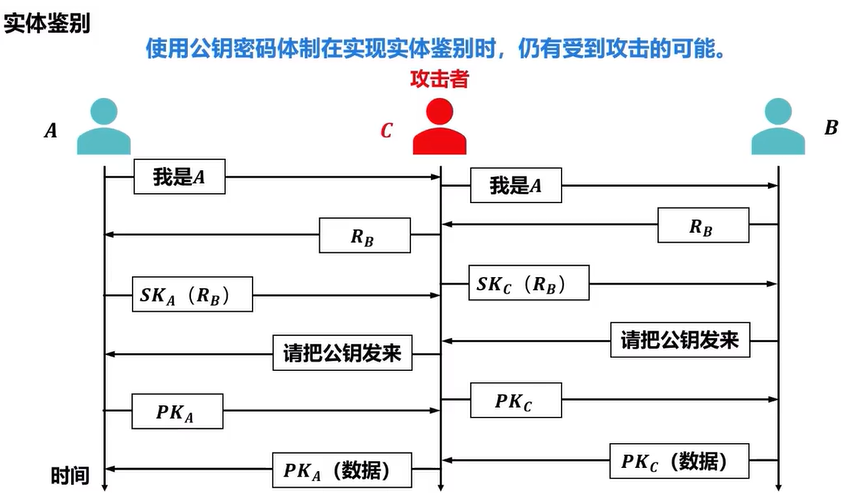 实体鉴别
使用公钥密码体制在实现实体鉴别时，仍有受到攻击的可能。
攻击者
A
C
B
我是A
我是A
R_B
R_B
SK_A（R_B）
SK_C（R_B）
请把公钥发来
请把公钥发来
PK_A
PK_C
PK_A（数据）
PK_C（数据）
时间